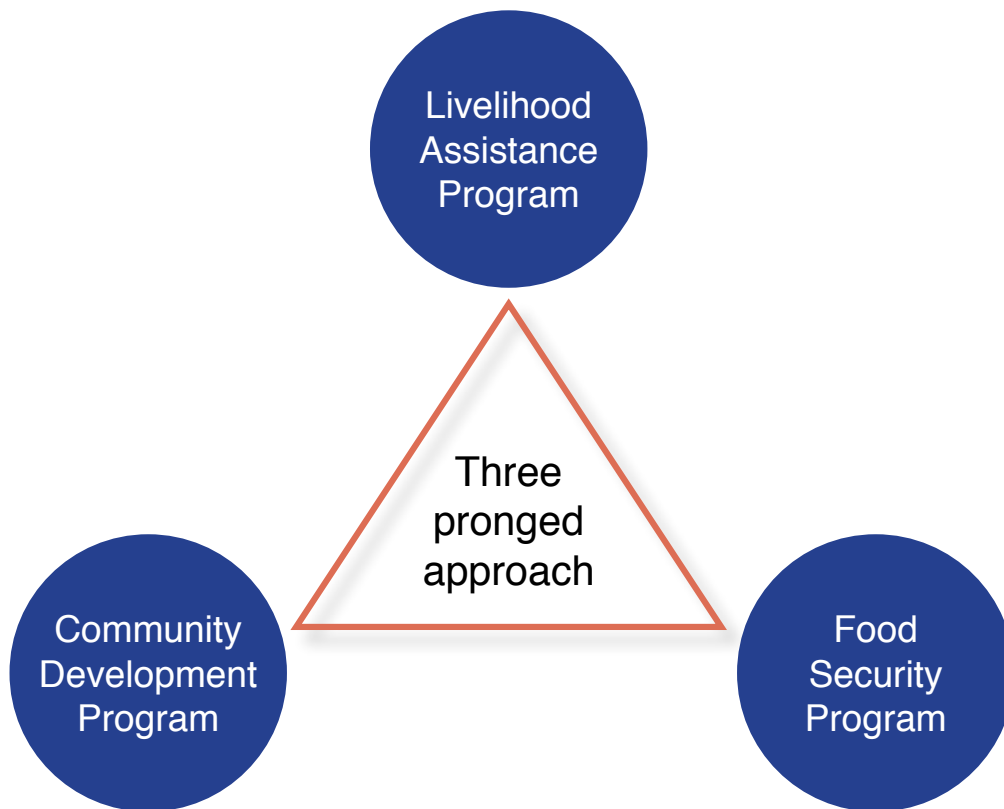 Livelihood
Assistance
Program
Three
pronged
approach
Community
Development
Program
Food
Security
Program